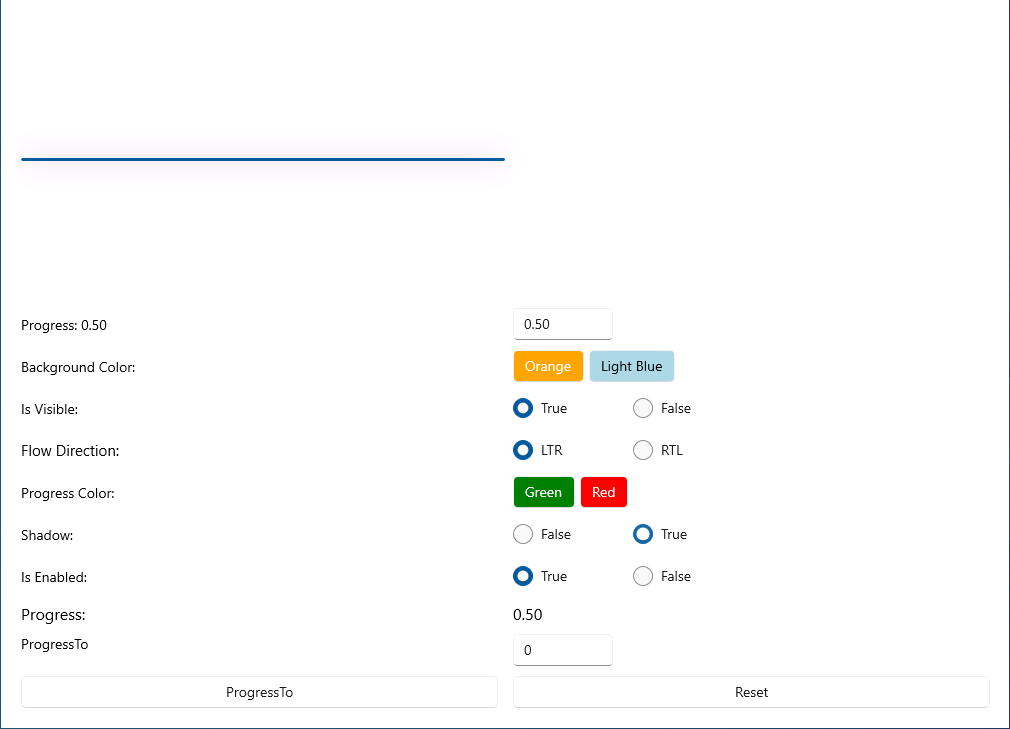 Progress: 0.50 0.50
Background Color: Orange Light Blue
Is Visible: True False
Flow Direction: LTR RTL
Progress Color: Green Red
Shadow: False True
Is Enabled: True False
Progress: 0.50
ProgressTo 0
ProgressTo Reset